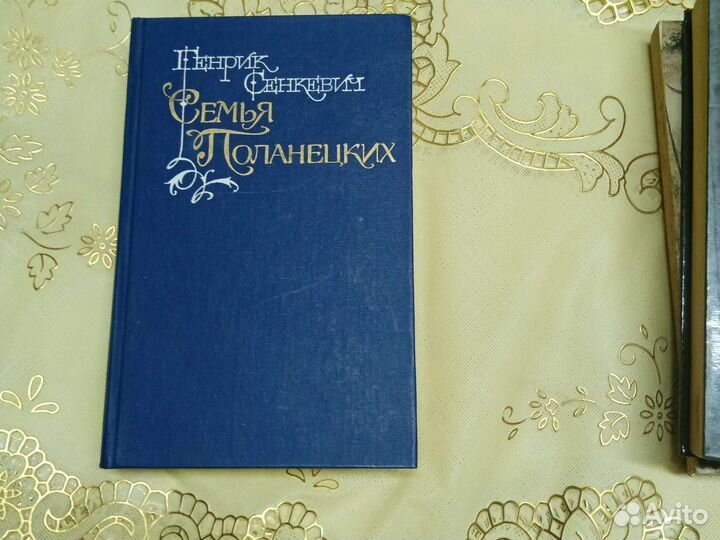 Генрик
Сенкевич
Семья
Поланецких
Avito